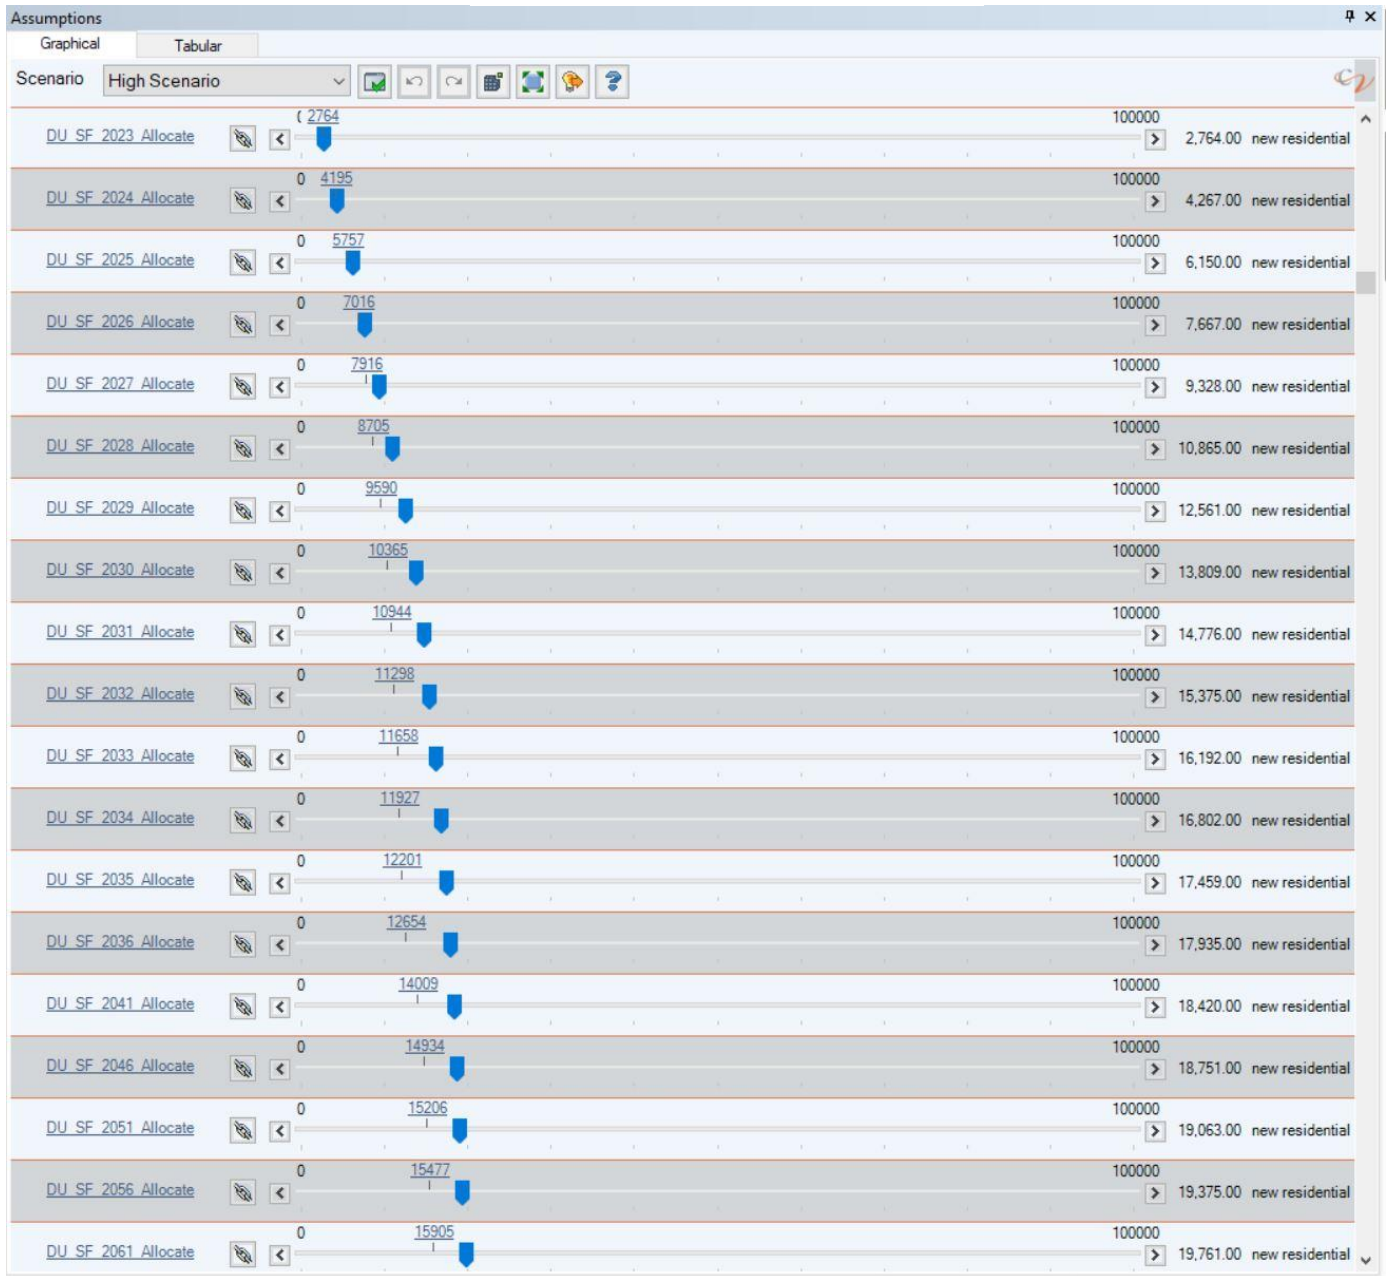 Assumptions
Graphical Tabular
Scenario High Scenario
( 2764 100000
DU_SF_2023_Allocate 2,764.00 new residential
0 4195 100000
DU_SF_2024_Allocate 4,267.00 new residential
0 5757 100000
DU_SF_2025_Allocate 6,150.00 new residential
0 7016 100000
DU_SF_2026_Allocate 7,667.00 new residential
0 7916 100000
DU_SF_2027_Allocate 9,328.00 new residential
0 8705 100000
DU_SF_2028_Allocate 10,865.00 new residential
0 9590 100000
DU_SF_2029_Allocate 12,561.00 new residential
0 10365 100000
DU_SF_2030_Allocate 13,809.00 new residential
0 10944 100000
DU_SF_2031_Allocate 14,776.00 new residential
0 11298 100000
DU_SF_2032_Allocate 15,375.00 new residential
0 11658 100000
DU_SF_2033_Allocate 16,192.00 new residential
0 11927 100000
DU_SF_2034_Allocate 16,802.00 new residential
0 12201 100000
DU_SF_2035_Allocate 17,459.00 new residential
0 12654 100000
DU_SF_2036_Allocate 17,935.00 new residential
0 14009 100000
DU_SF_2041_Allocate 18,420.00 new residential
0 14934 100000
DU_SF_2046_Allocate 18,751.00 new residential
0 15206 100000
DU_SF_2051_Allocate 19,063.00 new residential
0 15477 100000
DU_SF_2056_Allocate 19,375.00 new residential
0 15905 100000
DU_SF_2061_Allocate 19,761.00 new residential